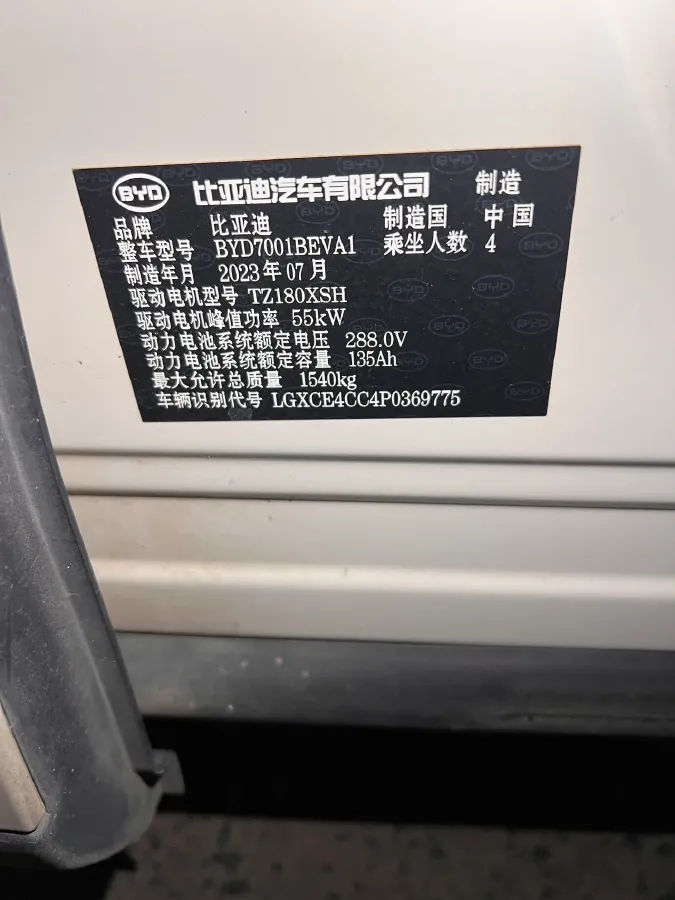 BYD 比亚迪汽车有限公司 制造
品牌 比亚迪 制造国 中国
整车型号 BYD7001BEVA1 乘坐人数 4
制造年月 2023年07月
驱动电机型号 TZ180XSH
驱动电机峰值功率 55kW
动力电池系统额定电压 288.0V
动力电池系统额定容量 135Ah
最大允许总质量 1540kg
车辆识别代号 LGXCE4CC4P0369775